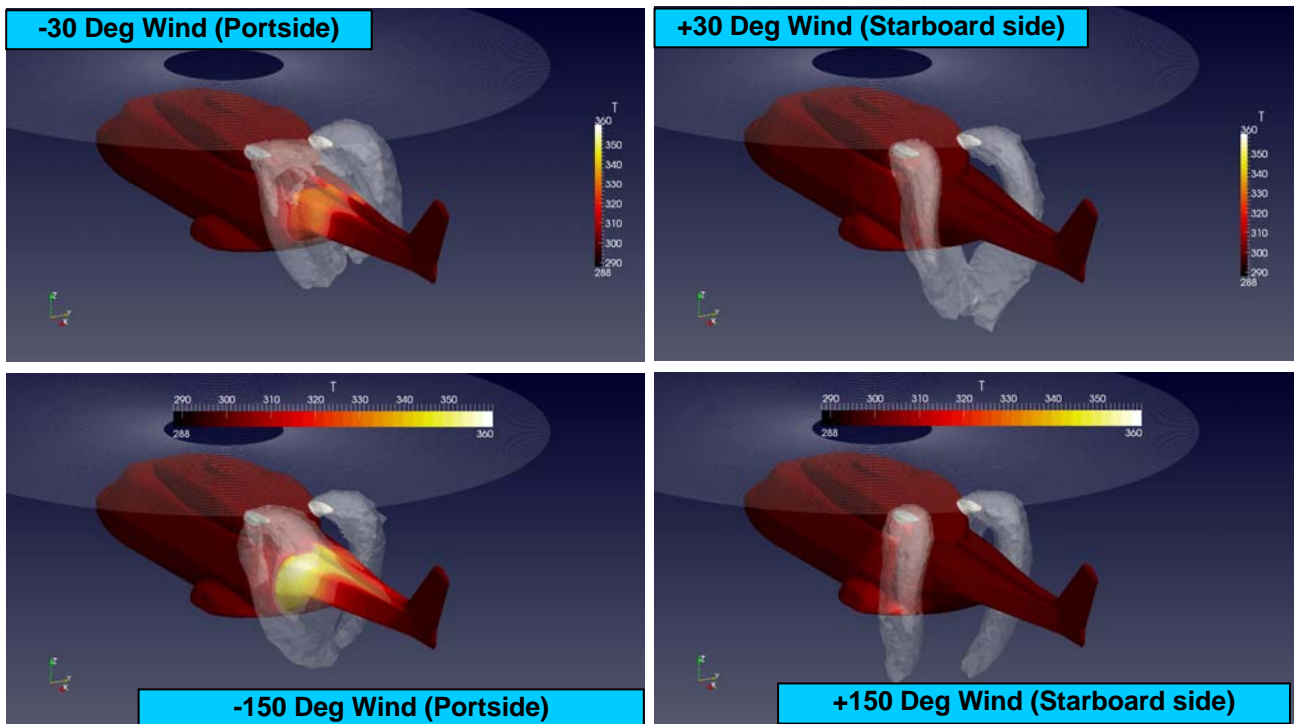 -30 Deg Wind (Portside)
T
360
350
340
330
320
310
300
290
288
Z
Y
X
+30 Deg Wind (Starboard side)
T
360
350
340
330
320
310
300
290
288
Z
Y
X
T
290 300 310 320 330 340 350
288 360
Z
Y
X
-150 Deg Wind (Portside)
T
290 300 310 320 330 340 350
288 360
Z
Y
X
+150 Deg Wind (Starboard side)